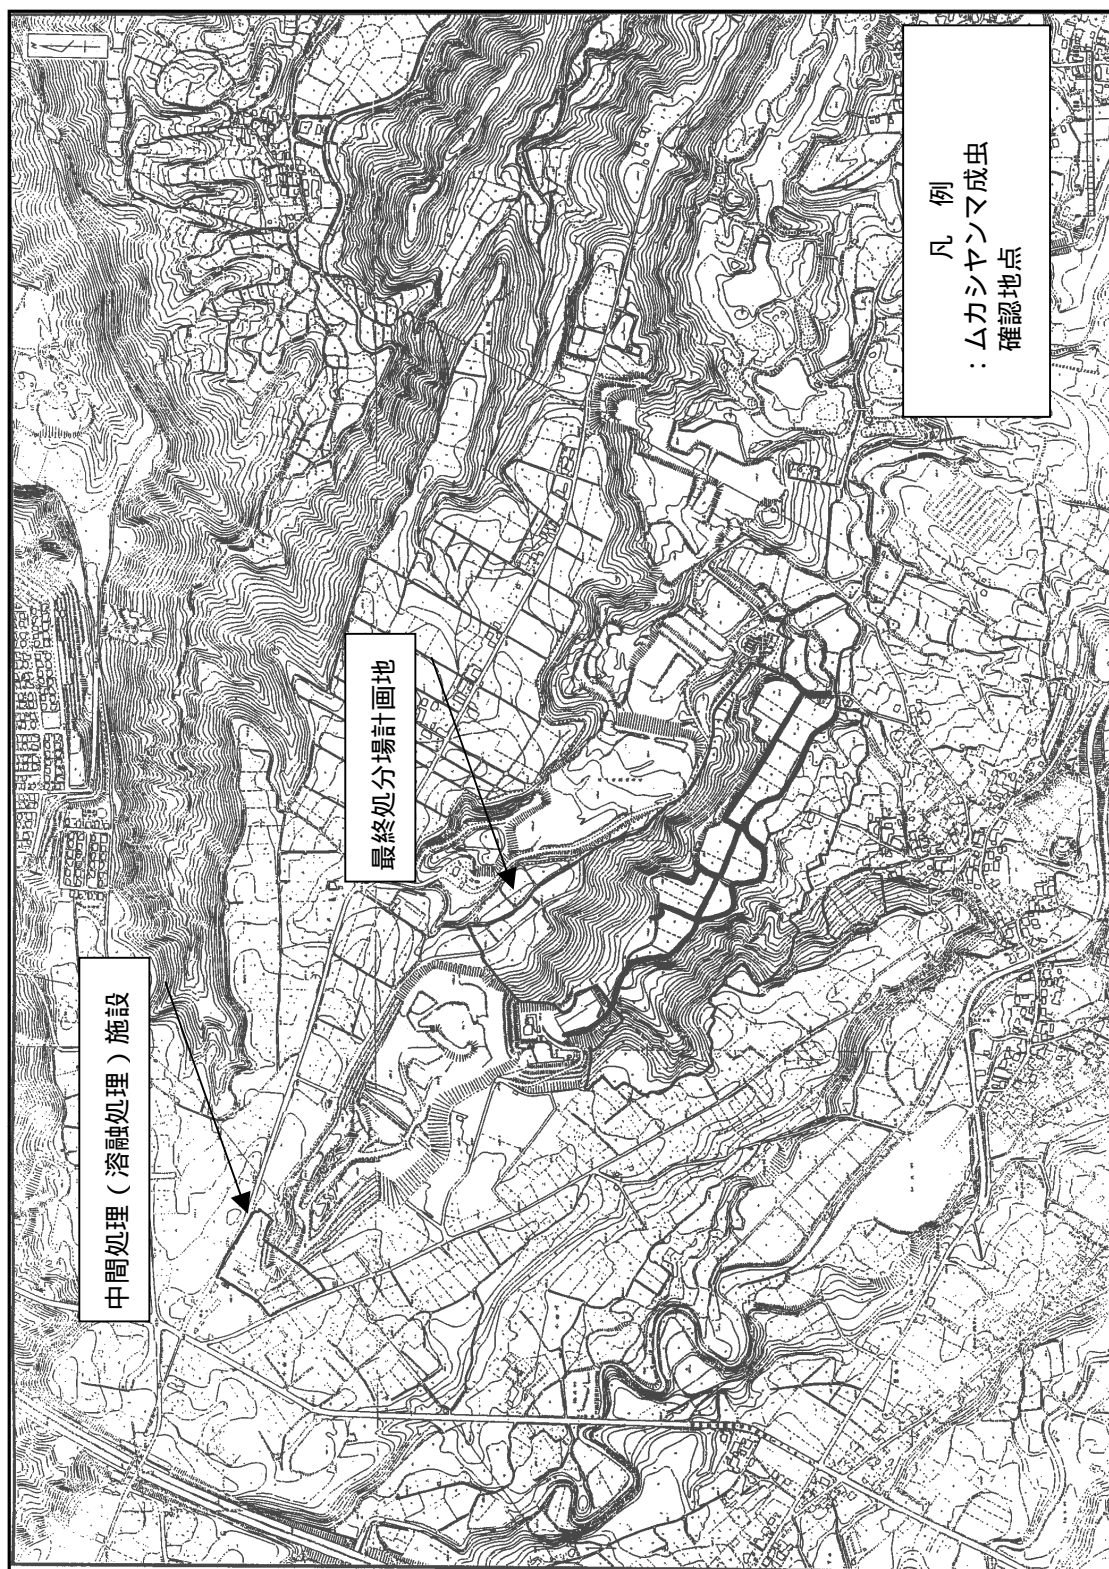 中間処理（溶融処理）施設
最終処分場計画地
凡 例
：ムカシヤンマ成虫
確認地点